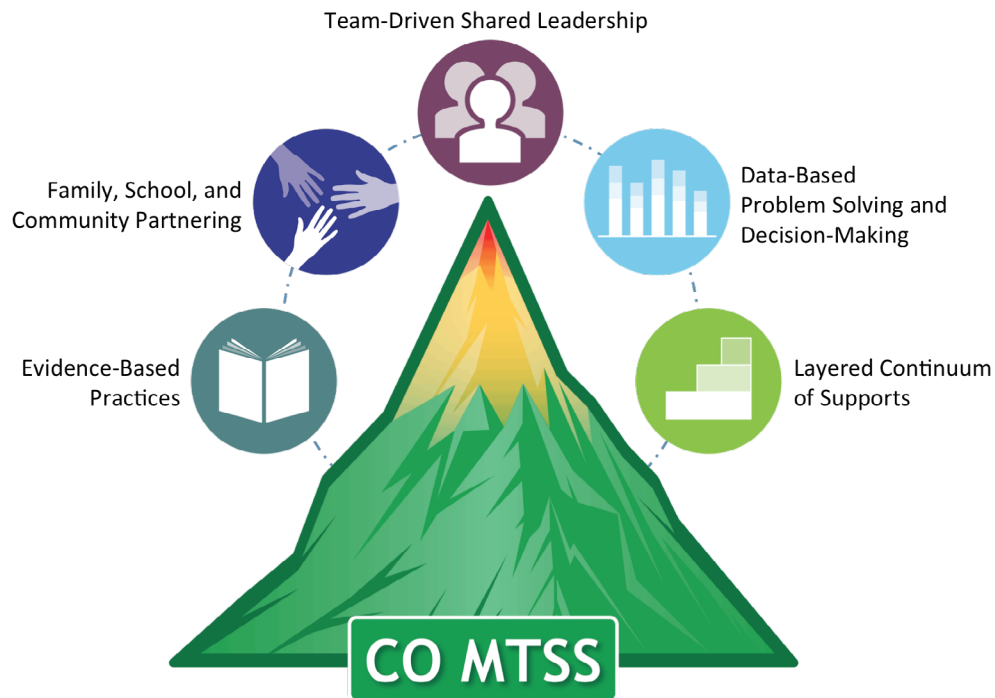 Team-Driven Shared Leadership
Family, School, and
Community Partnering
Data-Based
Problem Solving and
Decision-Making
Evidence-Based
Practices
Layered Continuum
of Supports
CO MTSS